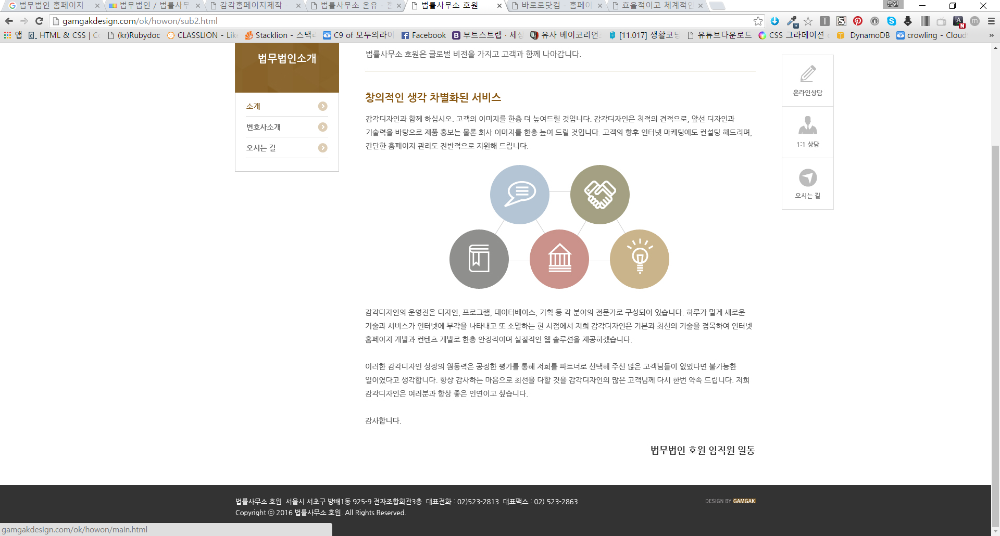 법무법인 홈페이지
법무법인 / 법률사무
감각홈페이지제작 -
법률사무소 온유 - 홈
법률사무소 호원
바로로닷컴 - 홈페이
효율적이고 체계적인
용현
gamgakdesign.com/ok/howon/sub2.html
앱
HTML & CSS | Co
(kr)Rubydoc
CLASSLION - Like
Stacklion - 스택
C9 of 모두의라이
Facebook
부트스트랩 · 세상
유사 베이코리언
[11.017] 생활코딩
유튜브다운로드
CSS 그라데이션
DynamoDB
crowling - Cloud
»
법무법인소개
소개
변호사소개
오시는 길
법률사무소 호원은 글로벌 비전을 가지고 고객과 함께 나아갑니다.
창의적인 생각 차별화된 서비스
감각디자인과 함께 하십시오. 고객의 이미지를 한층 더 높여드릴 것입니다. 감각디자인은 최적의 견적으로, 앞선 디자인과
기술력을 바탕으로 제품 홍보는 물론 회사 이미지를 한층 높여 드릴 것입니다. 고객의 향후 인터넷 마케팅에도 컨설팅 해드리며,
간단한 홈페이지 관리도 전반적으로 지원해 드립니다.
감각디자인의 운영진은 디자인, 프로그램, 데이터베이스, 기획 등 각 분야의 전문가로 구성되어 있습니다. 하루가 멀게 새로운
기술과 서비스가 인터넷에 부각을 나타내고 또 소멸하는 현 시점에서 저희 감각디자인은 기본과 최신의 기술을 접목하여 인터넷
홈페이지 개발과 컨텐츠 개발로 한층 안정적이며 실질적인 웹 솔루션을 제공하겠습니다.
이러한 감각디자인 성장의 원동력은 공정한 평가를 통해 저희를 파트너로 선택해 주신 많은 고객님들이 없었다면 불가능한
일이였다고 생각합니다. 항상 감사하는 마음으로 최선을 다할 것을 감각디자인의 많은 고객님께 다시 한번 약속 드립니다. 저희
감각디자인은 여러분과 항상 좋은 인연이고 싶습니다.
감사합니다.
법무법인 호원 임직원 일동
온라인상담
1:1 상담
오시는 길
법률사무소 호원 서울시 서초구 방배1동 925-9 전자조합회관3층 대표전화 : 02)523-2813 대표팩스 : 02) 523-2863
Copyright ⓒ 2016 법률사무소 호원. All Rights Reserved.
DESIGN BY GAMGAK
gamgakdesign.com/ok/howon/main.html